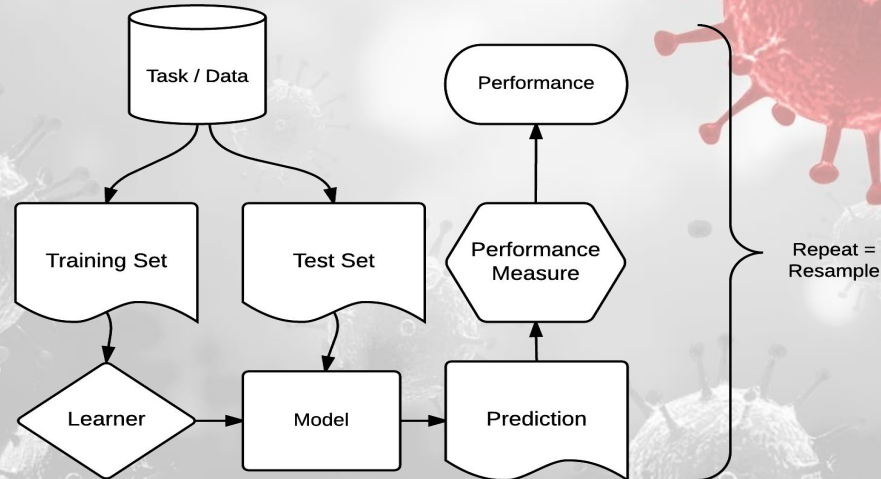 Task / Data
Performance
Training Set
Test Set
Performance
Measure
Repeat =
Resample
Learner
Model
Prediction